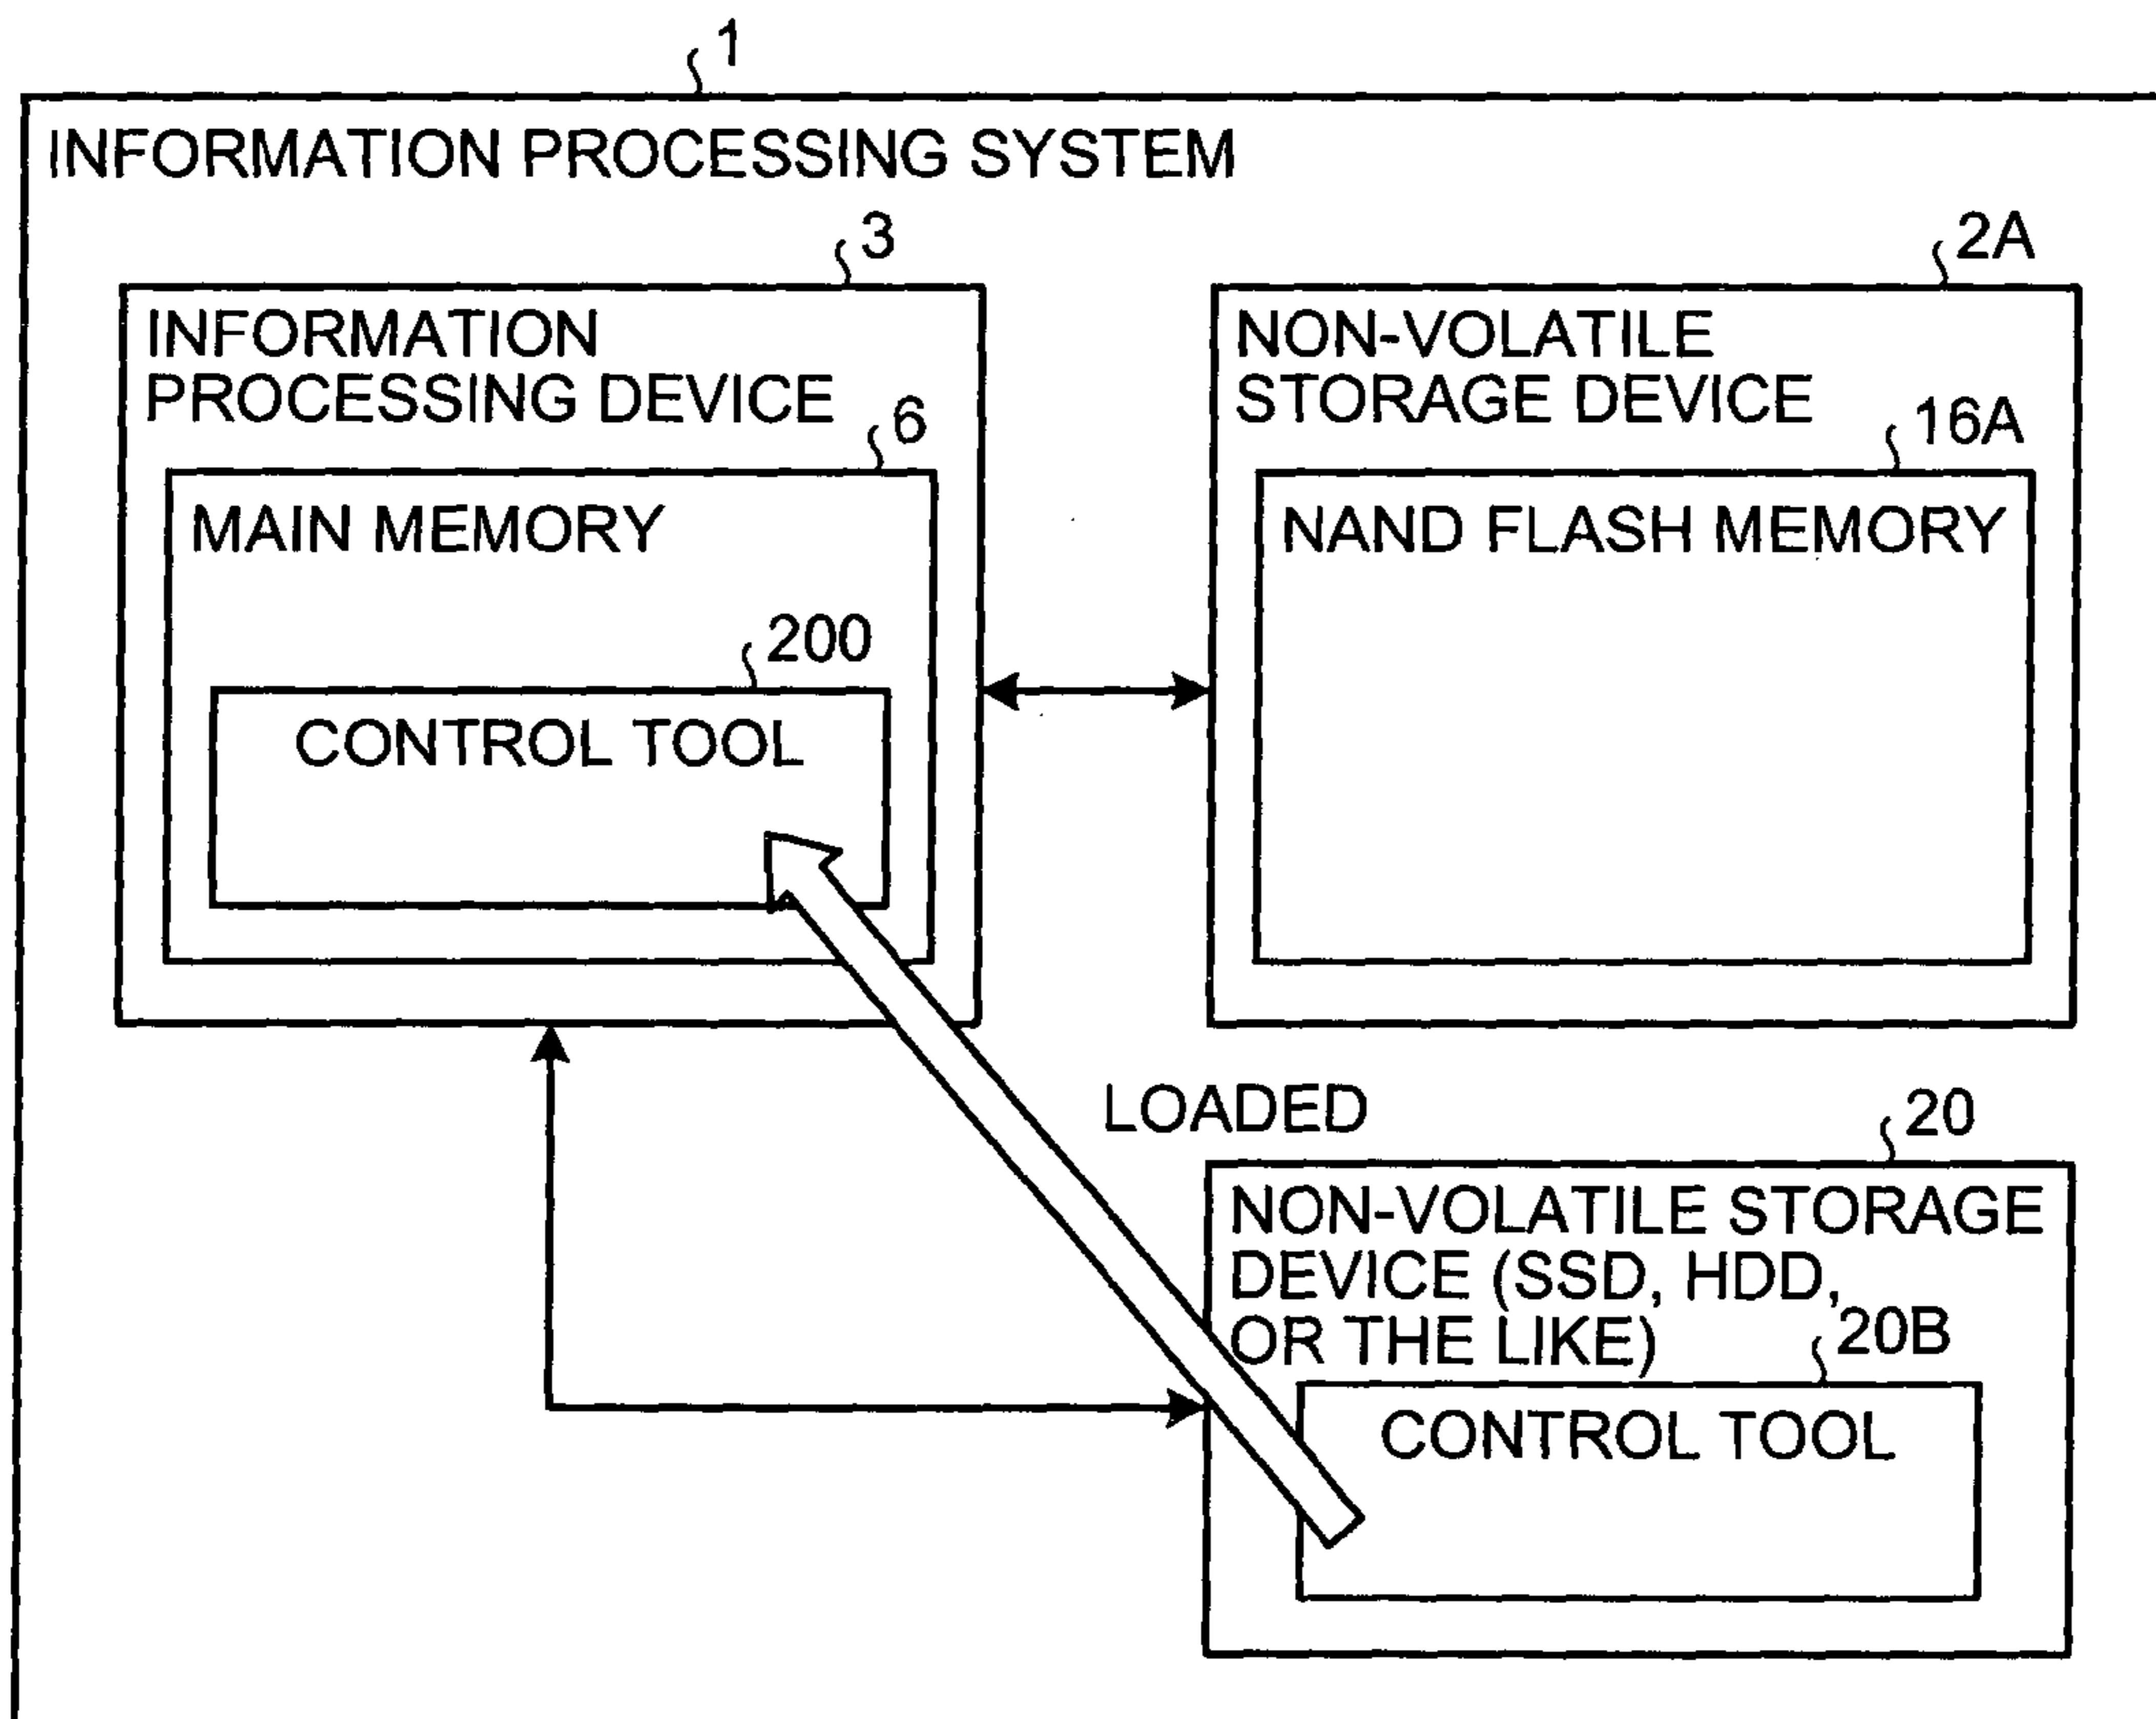 1
INFORMATION PROCESSING SYSTEM
3
INFORMATION
PROCESSING DEVICE
6
MAIN MEMORY
200
CONTROL TOOL
2A
NON-VOLATILE
STORAGE DEVICE
16A
NAND FLASH MEMORY
LOADED
20
NON-VOLATILE STORAGE
DEVICE (SSD, HDD,
OR THE LIKE)
20B
CONTROL TOOL